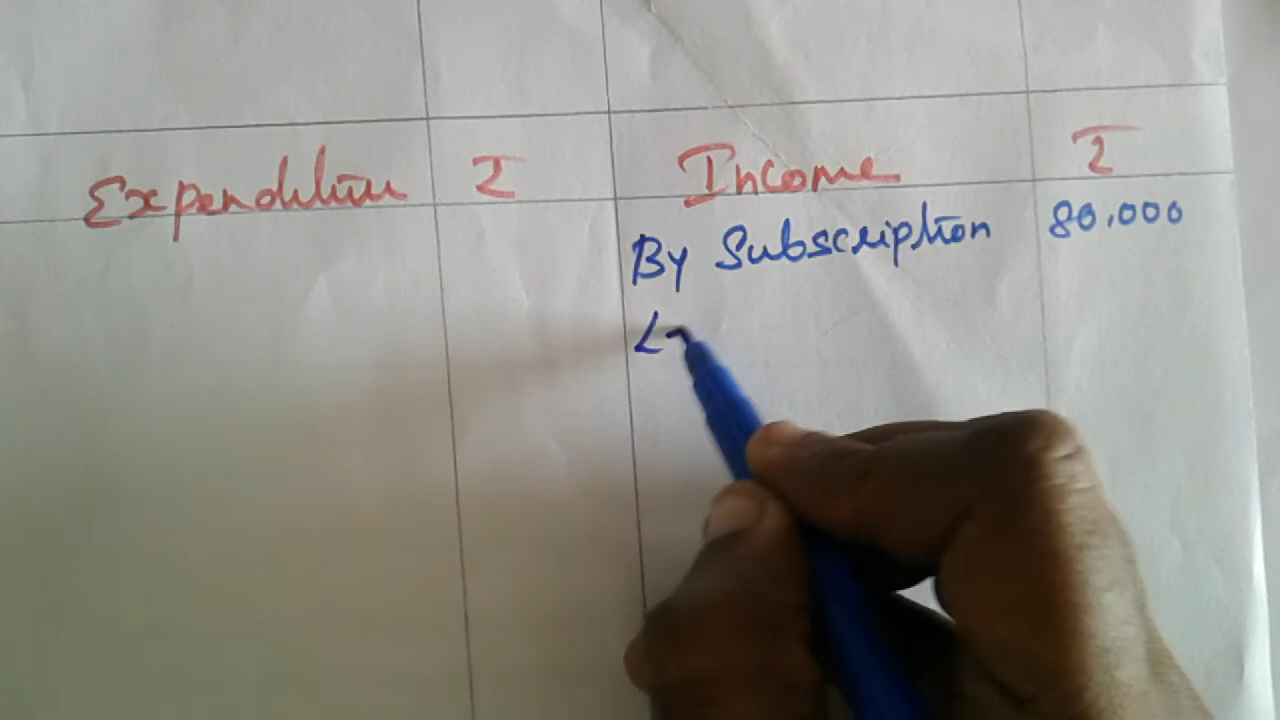 Expenditure ₹ Income ₹
By Subscription 80,000